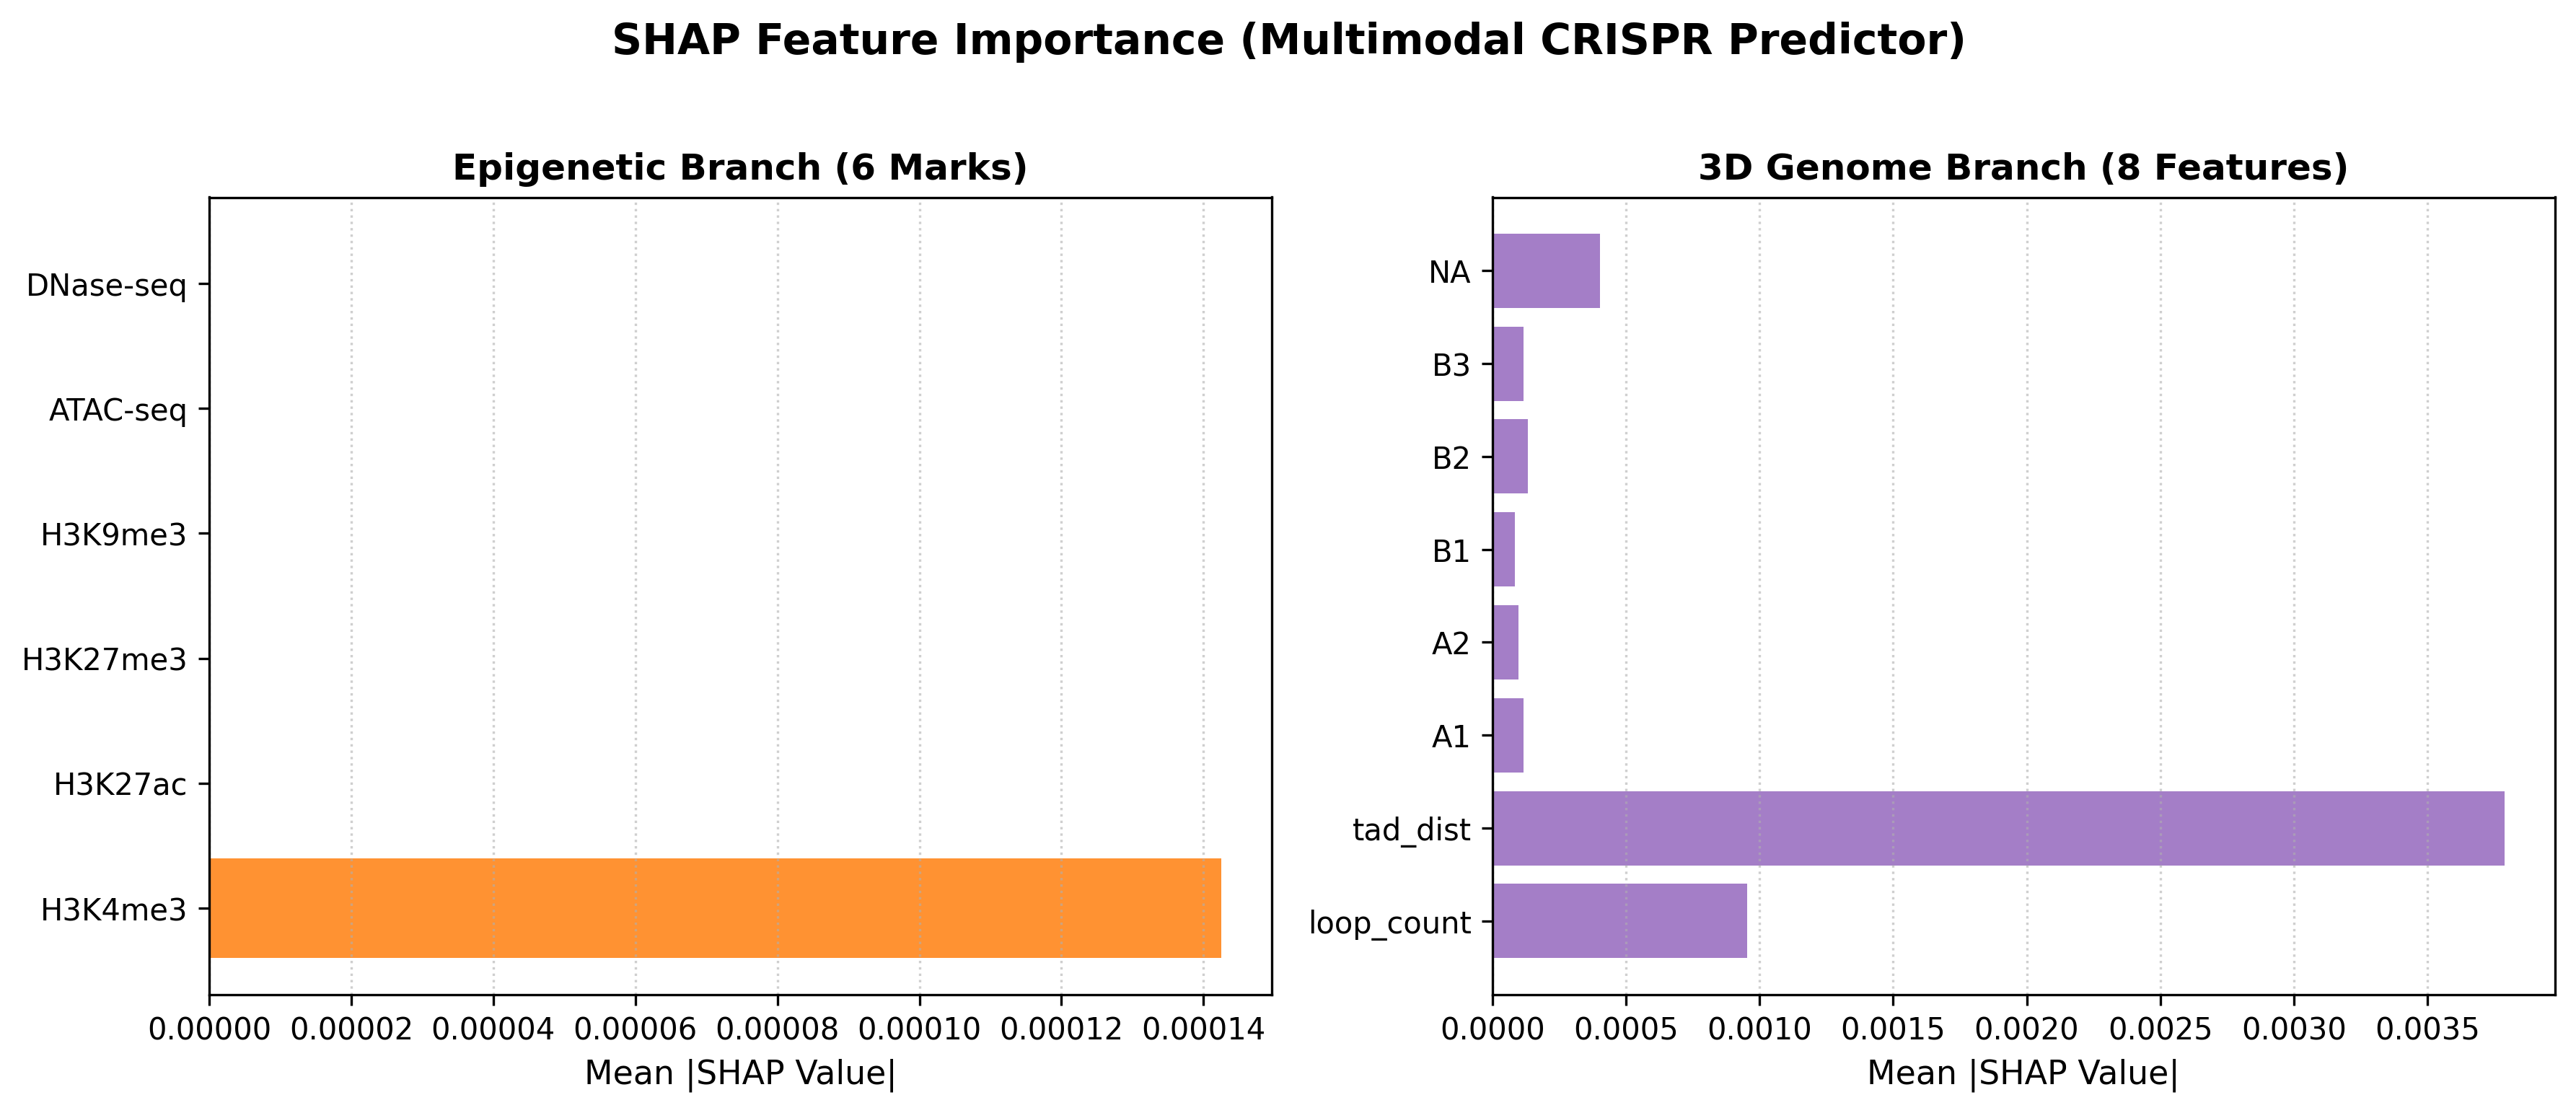 SHAP Feature Importance (Multimodal CRISPR Predictor)
Epigenetic Branch (6 Marks)
DNase-seq
ATAC-seq
H3K9me3
H3K27me3
H3K27ac
H3K4me3
0.00000 0.00002 0.00004 0.00006 0.00008 0.00010 0.00012 0.00014
Mean |SHAP Value|
3D Genome Branch (8 Features)
NA
B3
B2
B1
A2
A1
tad_dist
loop_count
0.0000 0.0005 0.0010 0.0015 0.0020 0.0025 0.0030 0.0035
Mean |SHAP Value|